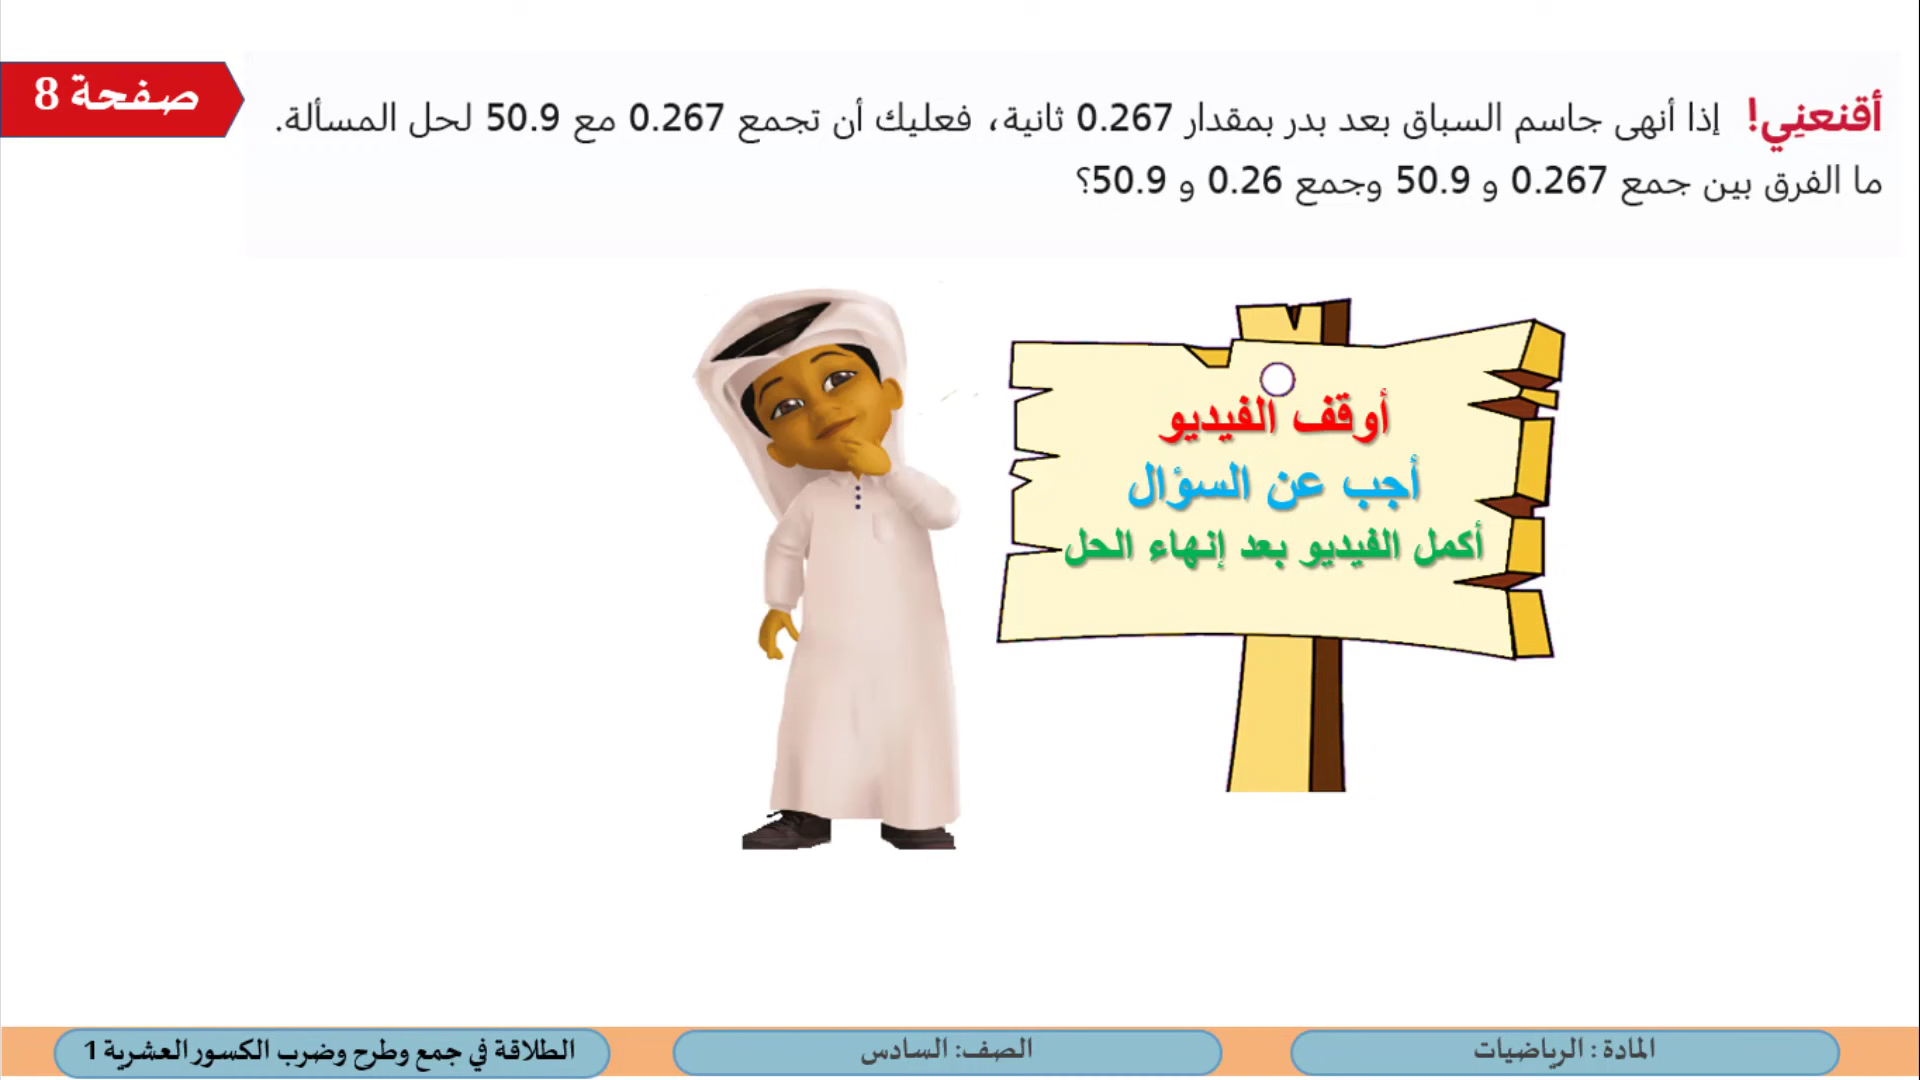 صفحة 8
أقنعنِي! إذا أنهى جاسم السباق بعد بدر بمقدار 0.267 ثانية، فعليك أن تجمع 0.267 مع 50.9 لحل المسألة.
ما الفرق بين جمع 0.267 و 50.9 وجمع 0.26 و 50.9؟
أوقف الفيديو
أجب عن السؤال
أكمل الفيديو بعد إنهاء الحل
المادة : الرياضيات
الصف: السادس
الطلاقة في جمع وطرح وضرب الكسور العشرية 1